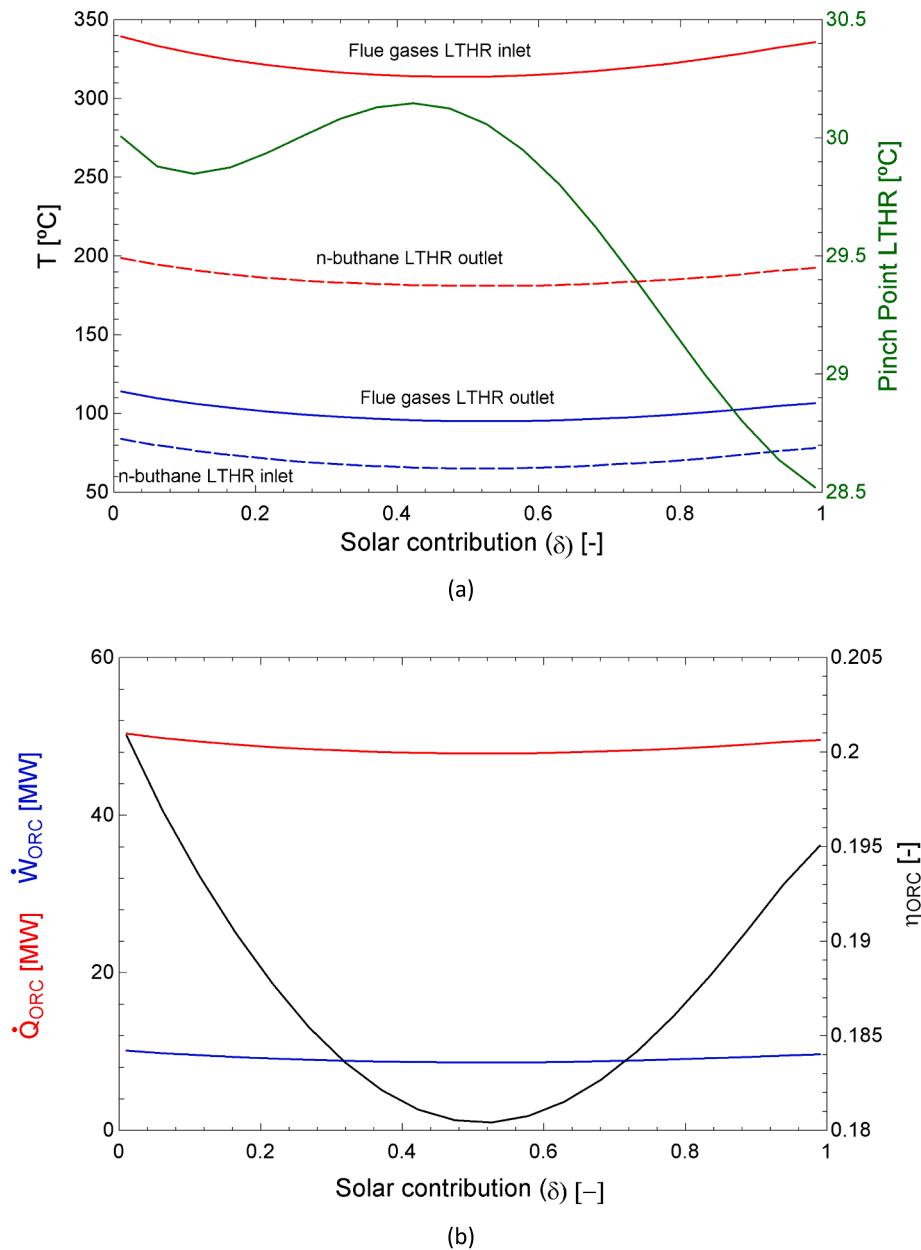 350
300
250
200
150
100
50
T [ºC]
Flue gases LTHR inlet
n-buthane LTHR outlet
Flue gases LTHR outlet
n-buthane LTHR inlet
30.5
30
29.5
29
28.5
Pinch Point LTHR [ºC]
0
0.2
0.4
0.6
0.8
1
Solar contribution (δ) [-]
(a)
60
40
20
0
Q̇ORC [MW] ẆORC [MW]
0.205
0.2
0.195
0.19
0.185
0.18
ηORC [-]
0
0.2
0.4
0.6
0.8
1
Solar contribution (δ) [−]
(b)